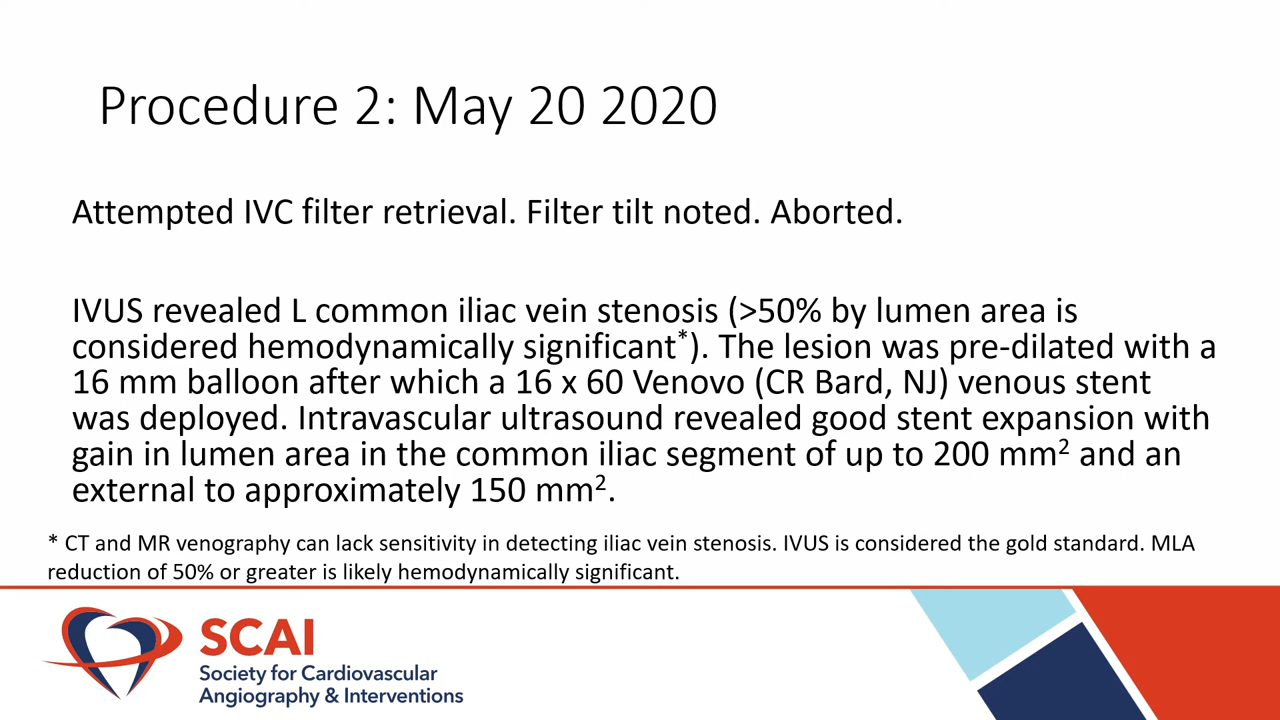 Procedure 2: May 20 2020
Attempted IVC filter retrieval. Filter tilt noted. Aborted.
IVUS revealed L common iliac vein stenosis (>50% by lumen area is
considered hemodynamically significant*). The lesion was pre-dilated with a
16 mm balloon after which a 16 x 60 Venovo (CR Bard, NJ) venous stent
was deployed. Intravascular ultrasound revealed good stent expansion with
gain in lumen area in the common iliac segment of up to 200 mm² and an
external to approximately 150 mm².
* CT and MR venography can lack sensitivity in detecting iliac vein stenosis. IVUS is considered the gold standard. MLA
reduction of 50% or greater is likely hemodynamically significant.
SCAI
Society for Cardiovascular
Angiography & Interventions